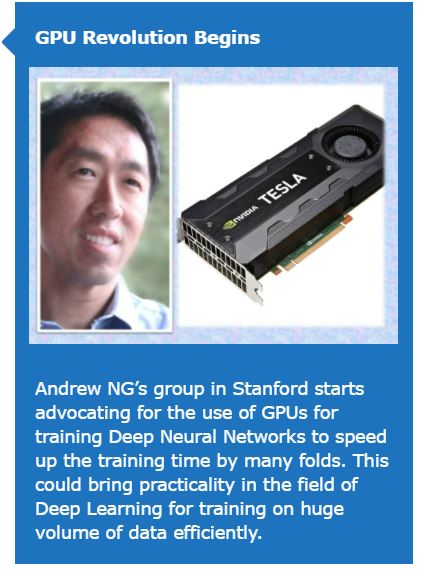 GPU Revolution Begins
NVIDIA TESLA
Andrew NG's group in Stanford starts
advocating for the use of GPUs for
training Deep Neural Networks to speed
up the training time by many folds. This
could bring practicality in the field of
Deep Learning for training on huge
volume of data efficiently.